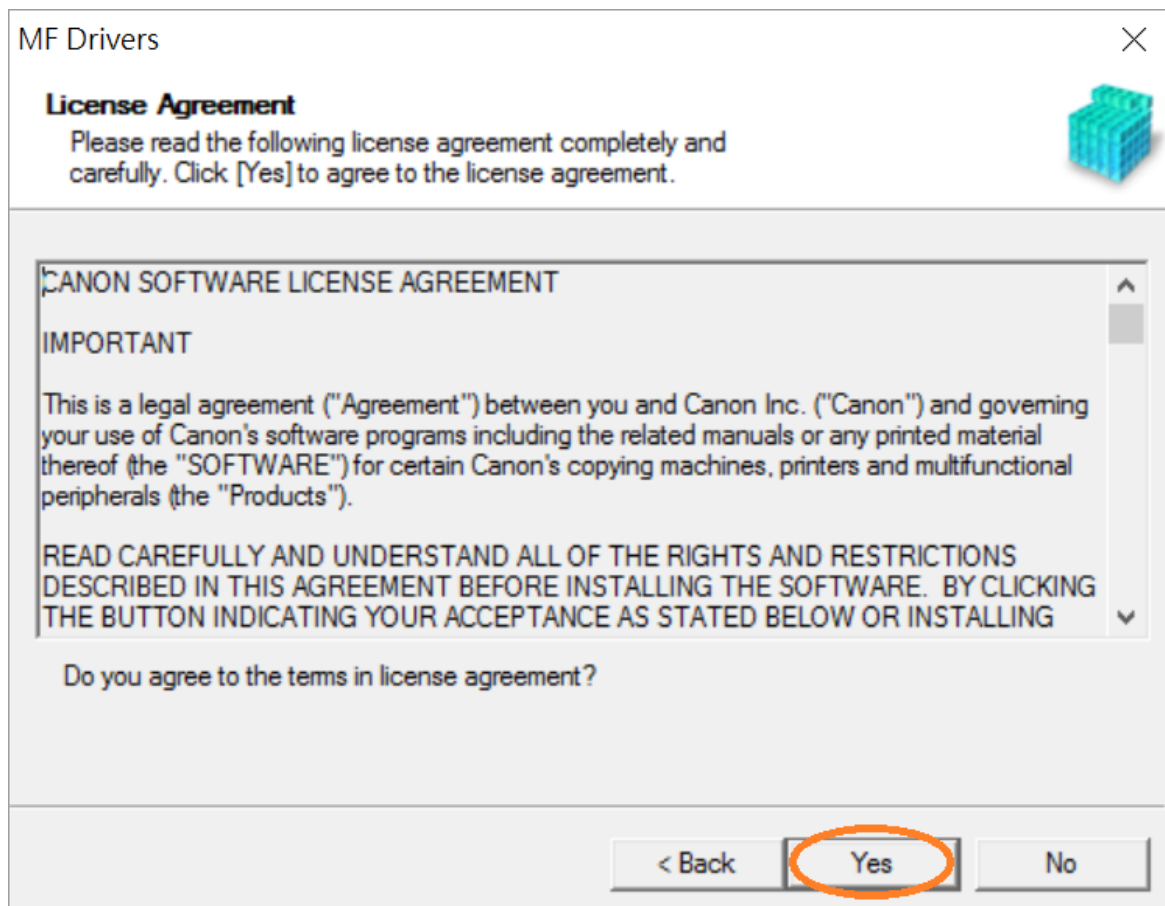 MF Drivers
License Agreement
Please read the following license agreement completely and
carefully. Click [Yes] to agree to the license agreement.
CANON SOFTWARE LICENSE AGREEMENT
IMPORTANT
This is a legal agreement ("Agreement") between you and Canon Inc. ("Canon") and governing
your use of Canon's software programs including the related manuals or any printed material
thereof (the "SOFTWARE") for certain Canon's copying machines, printers and multifunctional
peripherals (the "Products").
READ CAREFULLY AND UNDERSTAND ALL OF THE RIGHTS AND RESTRICTIONS
DESCRIBED IN THIS AGREEMENT BEFORE INSTALLING THE SOFTWARE.  BY CLICKING
THE BUTTON INDICATING YOUR ACCEPTANCE AS STATED BELOW OR INSTALLING
Do you agree to the terms in license agreement?
< Back Yes No